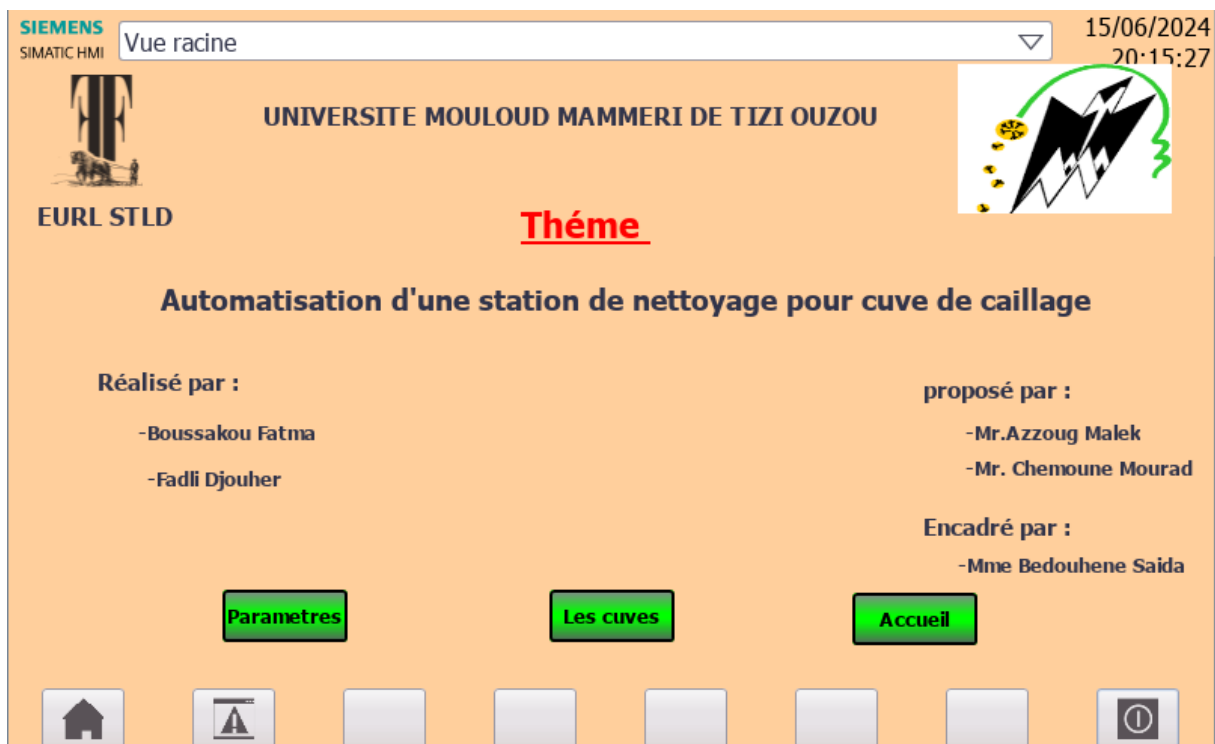 SIEMENS
SIMATIC HMI
Vue racine
15/06/2024
20:15:27
UNIVERSITE MOULOUD MAMMERI DE TIZI OUZOU
EURL STLD
Théme
Automatisation d'une station de nettoyage pour cuve de caillage
Réalisé par :
-Boussakou Fatma
-Fadli Djouher
proposé par :
-Mr.Azzoug Malek
-Mr. Chemoune Mourad
Encadré par :
-Mme Bedouhene Saida
Parametres
Les cuves
Accueil